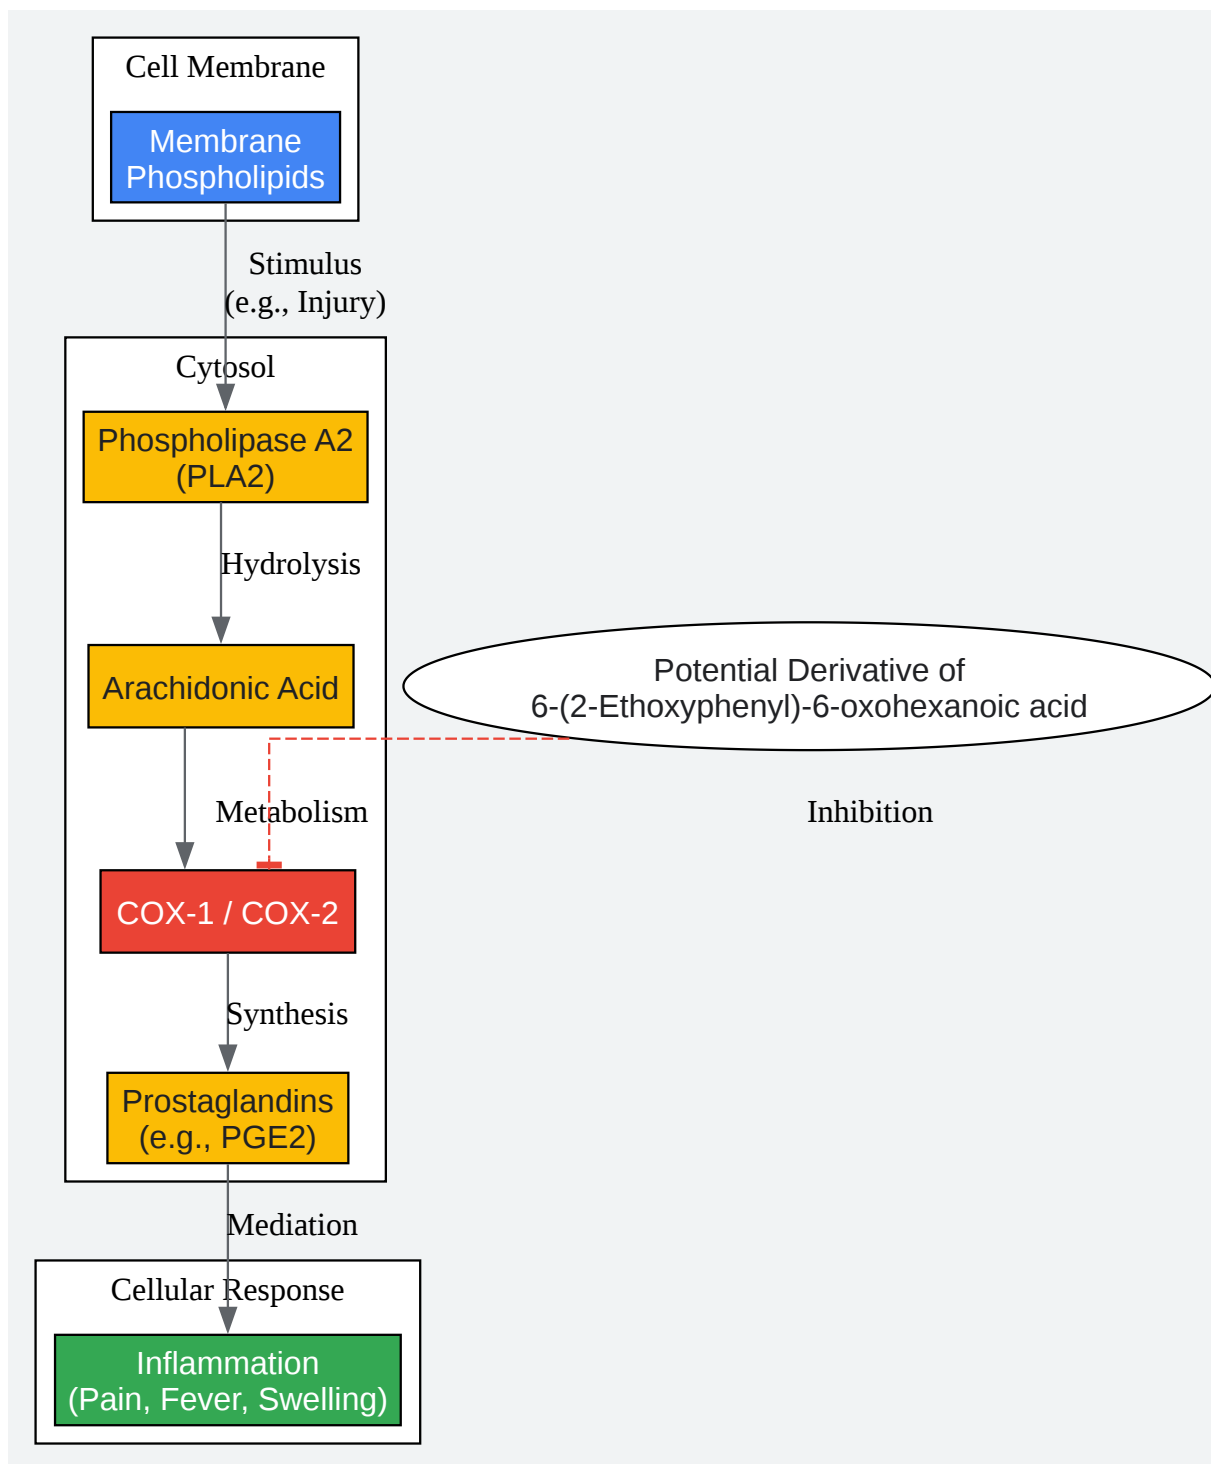 Cell Membrane
Membrane
Phospholipids
Stimulus
(e.g., Injury)
Cytosol
Phospholipase A2
(PLA2)
Hydrolysis
Arachidonic Acid
Potential Derivative of
6-(2-Ethoxyphenyl)-6-oxohexanoic acid
Metabolism
Inhibition
COX-1 / COX-2
Synthesis
Prostaglandins
(e.g., PGE2)
Mediation
Cellular Response
Inflammation
(Pain, Fever, Swelling)